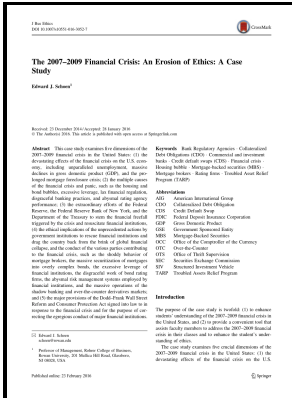 J Bus Ethics
DOI 10.1007/s10551-016-3052-7
CrossMark
The 2007–2009 Financial Crisis: An Erosion of Ethics: A Case
Study
Edward J. Schoen1
Received: 23 December 2014 / Accepted: 28 January 2016
© The Author(s) 2016. This article is published with open access at Springerlink.com
Abstract This case study examines five dimensions of the
2007–2009 financial crisis in the United States: (1) the
devastating effects of the financial crisis on the U.S. econ-
omy, including unparalleled unemployment, massive
declines in gross domestic product (GDP), and the pro-
longed mortgage foreclosure crisis; (2) the multiple causes
of the financial crisis and panic, such as the housing and
bond bubbles, excessive leverage, lax financial regulation,
disgraceful banking practices, and abysmal rating agency
performance; (3) the extraordinary efforts of the Federal
Reserve, the Federal Reserve Bank of New York, and the
Department of the Treasury to stem the financial freefall
triggered by the crisis and resuscitate financial institutions,
(4) the ethical implications of the unprecedented actions by
government institutions to rescue financial institutions and
drag the country back from the brink of global financial
collapse, and the conduct of the various parties contributing
to the financial crisis, such as the shoddy behavior of
mortgage brokers, the massive securitization of mortgages
into overly complex bonds, the excessive leverage of
financial institutions, the disgraceful work of bond rating
firms, the abysmal risk management systems employed by
financial institutions, and the massive operations of the
shadow banking and over-the-counter derivatives markets;
and (5) the major provisions of the Dodd–Frank Wall Street
Reform and Consumer Protection Act signed into law in
response to the financial crisis and for the purpose of cor-
recting the egregious conduct of major financial institutions.
Edward J. Schoen
schoen@rowan.edu
1 Professor of Management, Rohrer College of Business,
Rowan University, 201 Mullica Hill Road, Glassboro,
NJ 08028, USA
Published online: 23 February 2016
Keywords Bank Regulatory Agencies · Collateralized
Debt Obligations (CDO) · Commercial and investment
banks · Credit default swaps (CDS) · Financial crisis ·
Housing bubble · Mortgage-backed securities (MBS) ·
Mortgage brokers · Rating firms · Troubled Asset Relief
Program (TARP)
Abbreviations
AIG American International Group
CDO Collateralized Debt Obligation
CDS Credit Default Swap
FDIC Federal Deposit Insurance Corporation
GDP Gross Domestic Product
GSE Government Sponsored Entity
MBS Mortgage-Backed Securities
OCC Office of the Comptroller of the Currency
OTC Over-the-Counter
OTS Office of Thrift Supervision
SEC Securities Exchange Commission
SIV Structured Investment Vehicle
TARP Troubled Assets Relief Program
Introduction
The purpose of the case study is twofold: (1) to enhance
students' understanding of the 2007–2009 financial crisis in
the United States, and (2) to provide a convenient tool that
assists faculty members to address the 2007–2009 financial
crisis in their classes and to enhance the student's under-
standing of ethics.
The case study examines five crucial dimensions of the
2007–2009 financial crisis in the United States: (1) the
devastating effects of the financial crisis on the U.S.
Springer